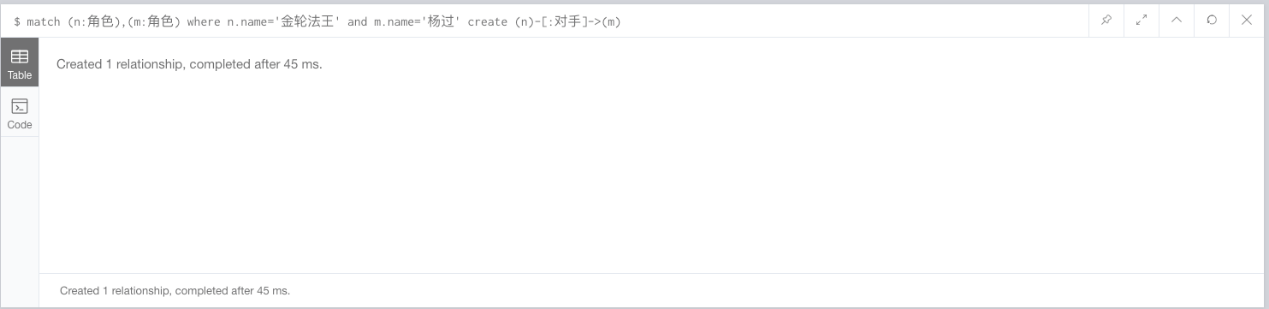 $ match (n:角色),(m:角色) where n.name='金轮法王' and m.name='杨过' create (n)-[:对手]->(m)
Table
Created 1 relationship, completed after 45 ms.
Code
Created 1 relationship, completed after 45 ms.